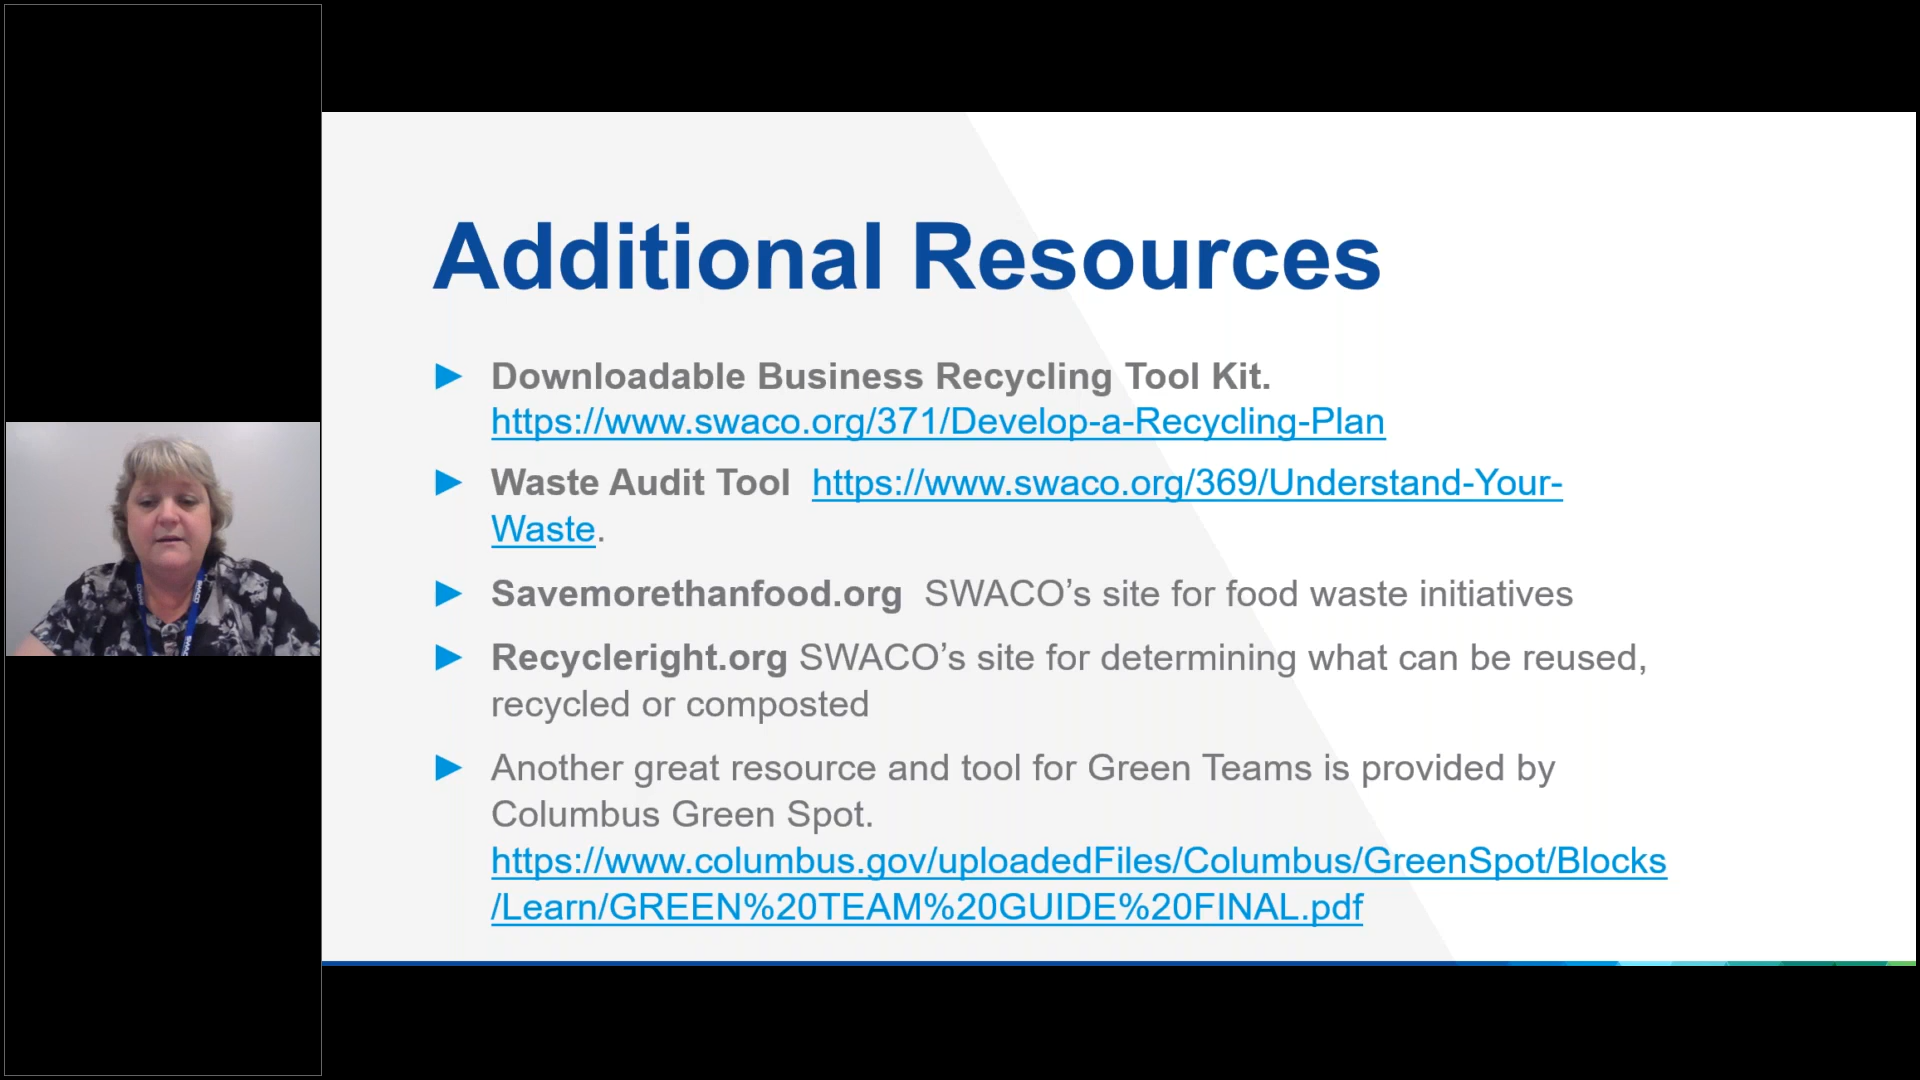 Additional Resources
Downloadable Business Recycling Tool Kit.
https://www.swaco.org/371/Develop-a-Recycling-Plan
Waste Audit Tool https://www.swaco.org/369/Understand-Your-
Waste.
Savemorethanfood.org SWACO’s site for food waste initiatives
Recycleright.org SWACO’s site for determining what can be reused,
recycled or composted
Another great resource and tool for Green Teams is provided by
Columbus Green Spot.
https://www.columbus.gov/uploadedFiles/Columbus/GreenSpot/Blocks
/Learn/GREEN%20TEAM%20GUIDE%20FINAL.pdf